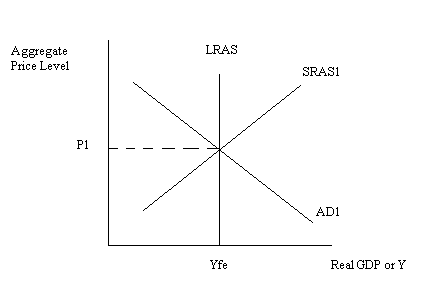 Aggregate
Price Level
LRAS
SRAS1
P1
AD1
Yfe
Real GDP or Y